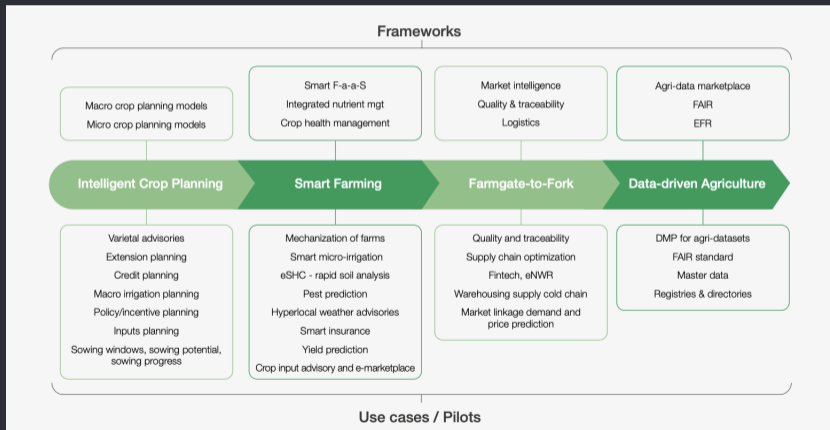 Frameworks
Macro crop planning models
Micro crop planning models
Smart F-a-a-S
Integrated nutrient mgt
Crop health management
Market intelligence
Quality & traceability
Logistics
Agri-data marketplace
FAIR
EFR
Intelligent Crop Planning
Smart Farming
Farmgate-to-Fork
Data-driven Agriculture
Varietal advisories
Extension planning
Credit planning
Macro irrigation planning
Policy/incentive planning
Inputs planning
Sowing windows, sowing potential,
sowing progress
Mechanization of farms
Smart micro-irrigation
eSHC - rapid soil analysis
Pest prediction
Hyperlocal weather advisories
Smart insurance
Yield prediction
Crop input advisory and e-marketplace
Quality and traceability
Supply chain optimization
Fintech, eNWR
Warehousing supply cold chain
Market linkage demand and
price prediction
DMP for agri-datasets
FAIR standard
Master data
Registries & directories
Use cases / Pilots